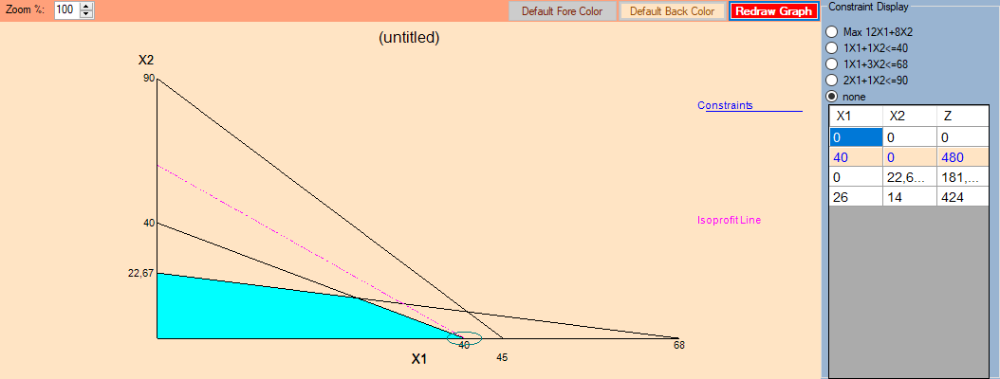 Zoom %: 100 Default Fore Color Default Back Color Redraw Graph
Constraint Display
Max 12X1+8X2
1X1+1X2<=40
1X1+3X2<=68
2X1+1X2<=90
none
(untitled)
X2
90
40
22,67
40
45
68
X1
Constraints
Isoprofit Line
X1 X2 Z
0 0 0
40 0 480
0 22,6... 181,...
26 14 424